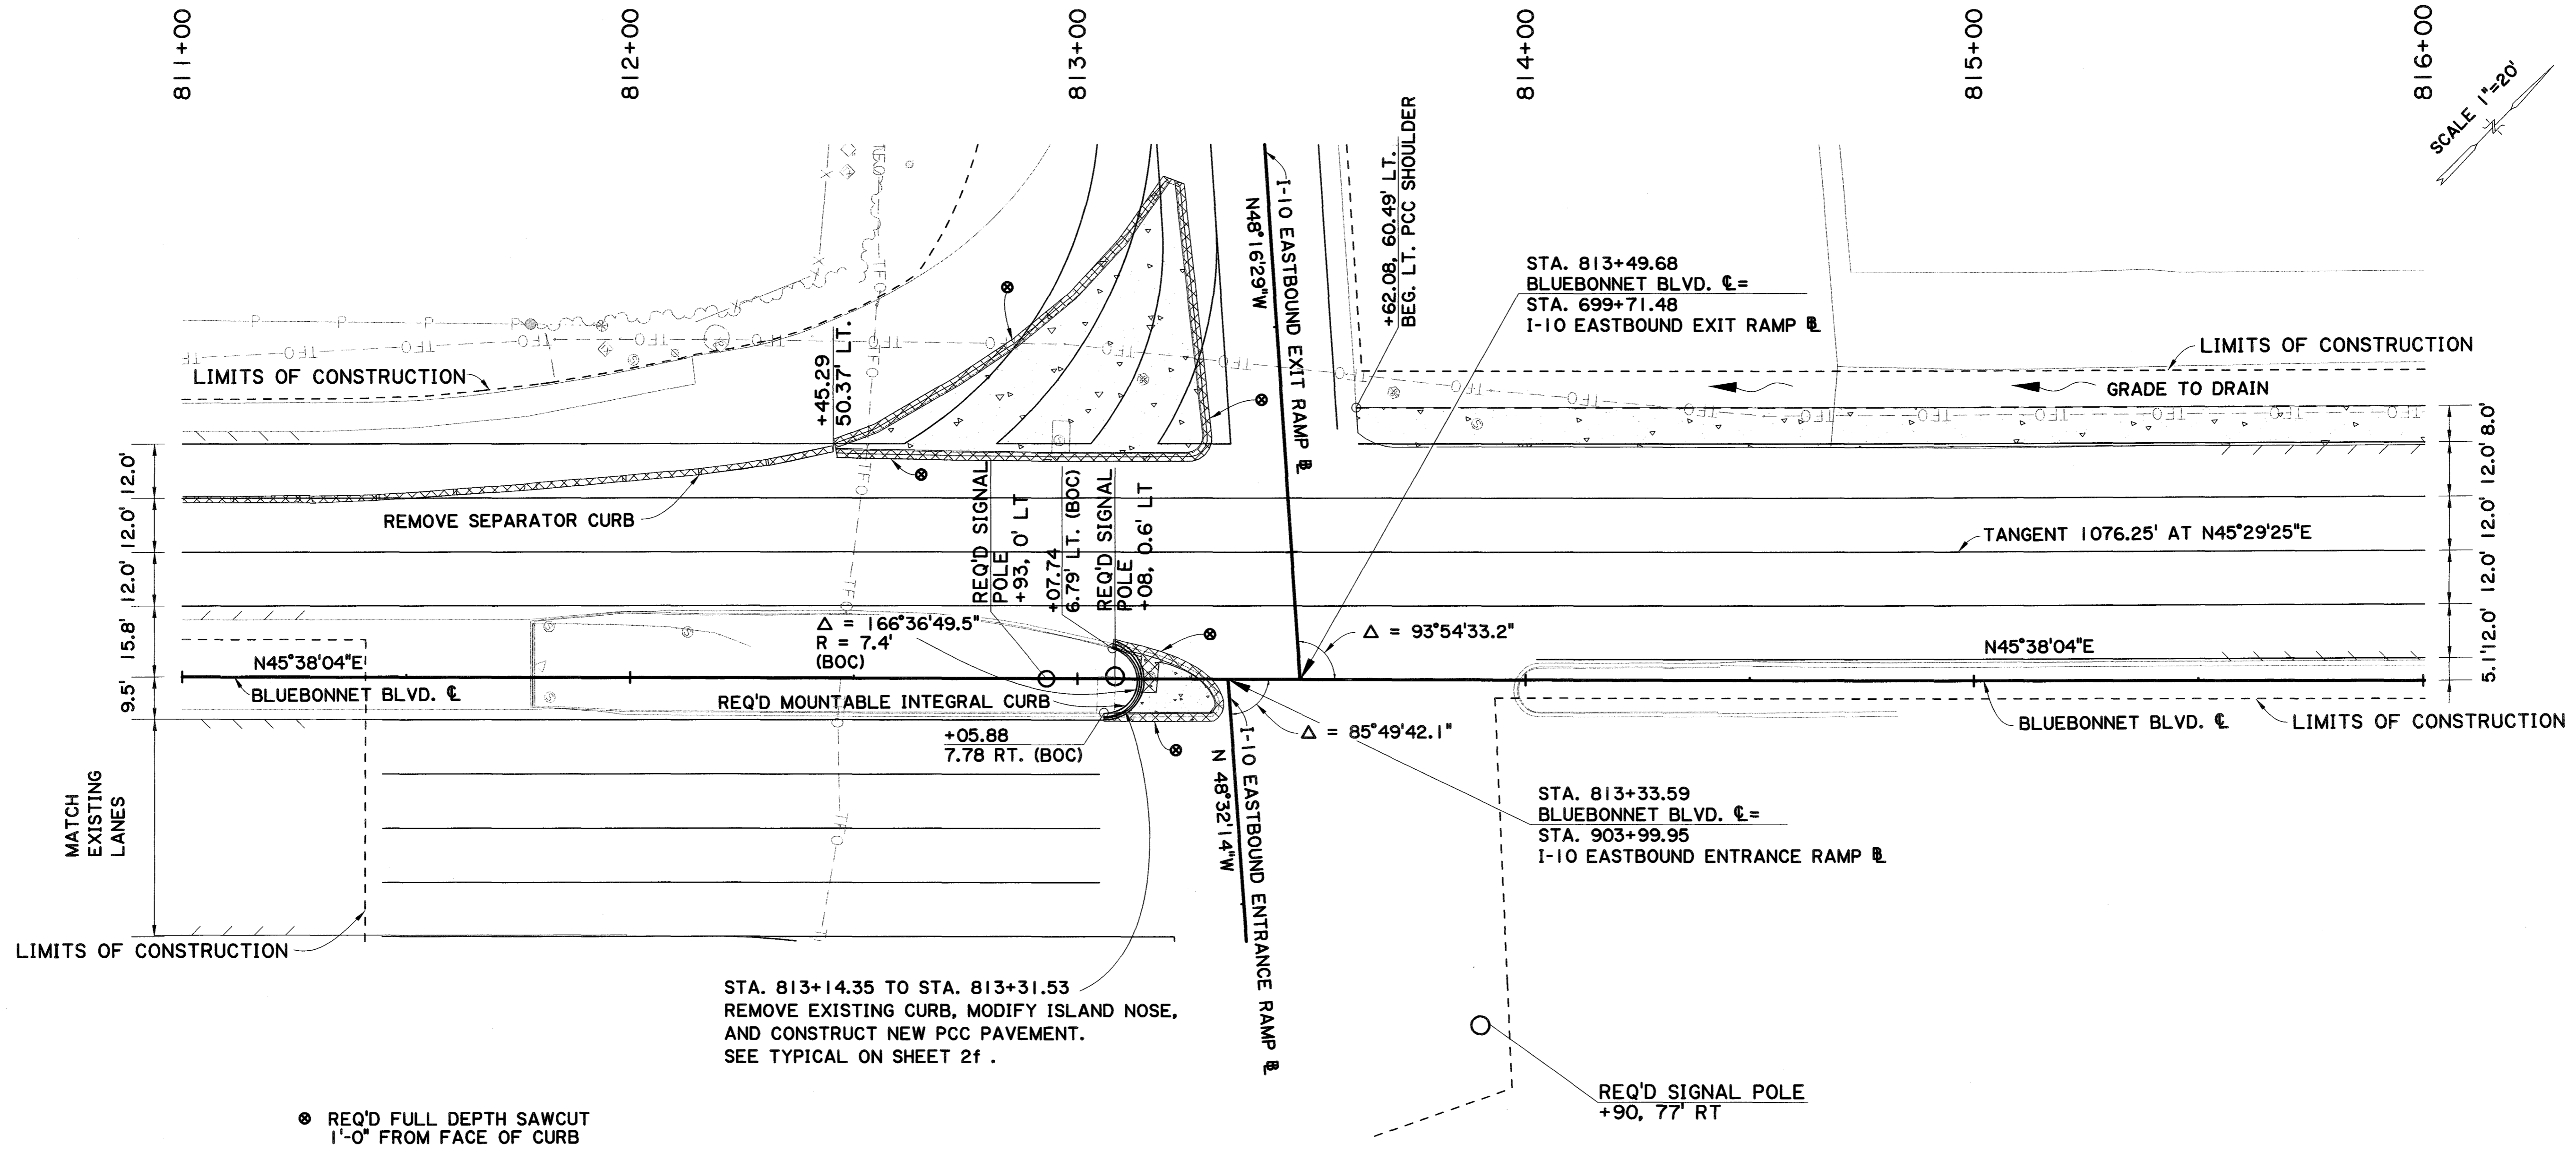 811+00
812+00
813+00
814+00
815+00
816+00
SCALE 1"=20'
+62.08, 60.49' LT.
BEG. LT. PCC SHOULDER
I-10 EASTBOUND EXIT RAMP ℄
N48°16'29"W
STA. 813+49.68
BLUEBONNET BLVD. ℄=
STA. 699+71.48
I-10 EASTBOUND EXIT RAMP
LIMITS OF CONSTRUCTION
GRADE TO DRAIN
LIMITS OF CONSTRUCTION
+45.29
50.37' LT.
TFO
12.0'
12.0'
12.0'
15.8'
9.5'
8.0'
12.0'
12.0'
12.0'
12.0'
5.1'
REMOVE SEPARATOR CURB
REQ'D SIGNAL
POLE
+93, 0' LT
+07.74
6.79' LT. (BOC)
REQ'D SIGNAL
POLE
+08, 0.6' LT
TANGENT 1076.25' AT N45°29'25"E
Δ = 166°36'49.5"
R = 7.4'
(BOC)
Δ = 93°54'33.2"
N45°38'04"E
N45°38'04"E
BLUEBONNET BLVD. ℄
REQ'D MOUNTABLE INTEGRAL CURB
BLUEBONNET BLVD. ℄
LIMITS OF CONSTRUCTION
+05.88
7.78 RT. (BOC)
Δ = 85°49'42.1"
MATCH
EXISTING
LANES
I-10 EASTBOUND ENTRANCE RAMP
N 48°32'14"W
STA. 813+33.59
BLUEBONNET BLVD. ℄=
STA. 903+99.95
I-10 EASTBOUND ENTRANCE RAMP
LIMITS OF CONSTRUCTION
STA. 813+14.35 TO STA. 813+31.53
REMOVE EXISTING CURB, MODIFY ISLAND NOSE,
AND CONSTRUCT NEW PCC PAVEMENT.
SEE TYPICAL ON SHEET 2f .
REQ'D SIGNAL POLE
+90, 77' RT
⊗ REQ'D FULL DEPTH SAWCUT
1'-0" FROM FACE OF CURB